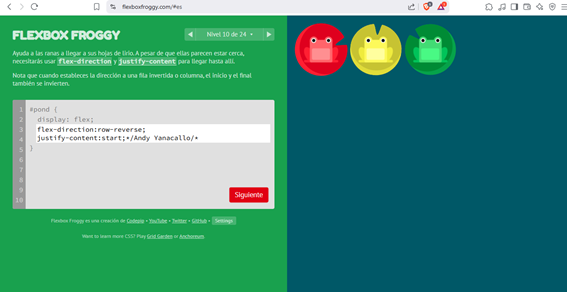 flexboxfroggy.com/#es
FLEXBOX FROGGY
Nivel 10 de 24
Ayuda a las ranas a llegar a sus hojas de lirio. A pesar de que ellas parecen estar cerca,
necesitarás usar flex-direction y justify-content para llegar hasta allí.
Nota que cuando estableces la dirección a una fila invertida o columna, el inicio y el final
también se invierten.
1 #pond {
2 display: flex;
3 flex-direction:row-reverse;
4 justify-content:start;*/Andy Yanacallo/*
5 }
6
7
8
9
10
Siguiente
Flexbox Froggy es una creación de Codepip • YouTube • Twitter • GitHub • Settings
Want to learn more CSS? Play Grid Garden or Anchoreum.